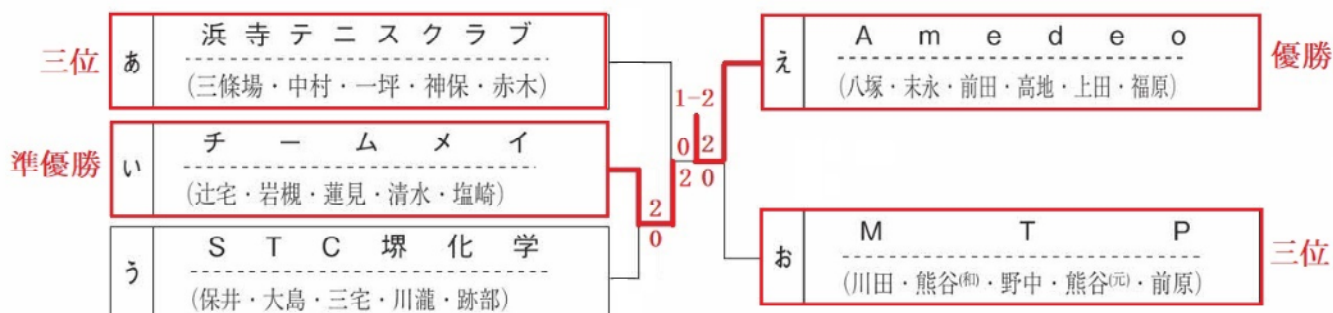 三位
あ
浜寺テニスクラブ
(三條場・中村・一坪・神保・赤木)
準優勝
い
チームメイ
(辻宅・岩槻・蓮見・清水・塩崎)
う
STC堺化学
(保井・大島・三宅・川瀧・跡部)
2
0
0
2
1-2
2
0
え
Amedeo
(八塚・末永・前田・高地・上田・福原)
優勝
お
MTP
(川田・熊谷(和)・野中・熊谷(元)・前原)
三位